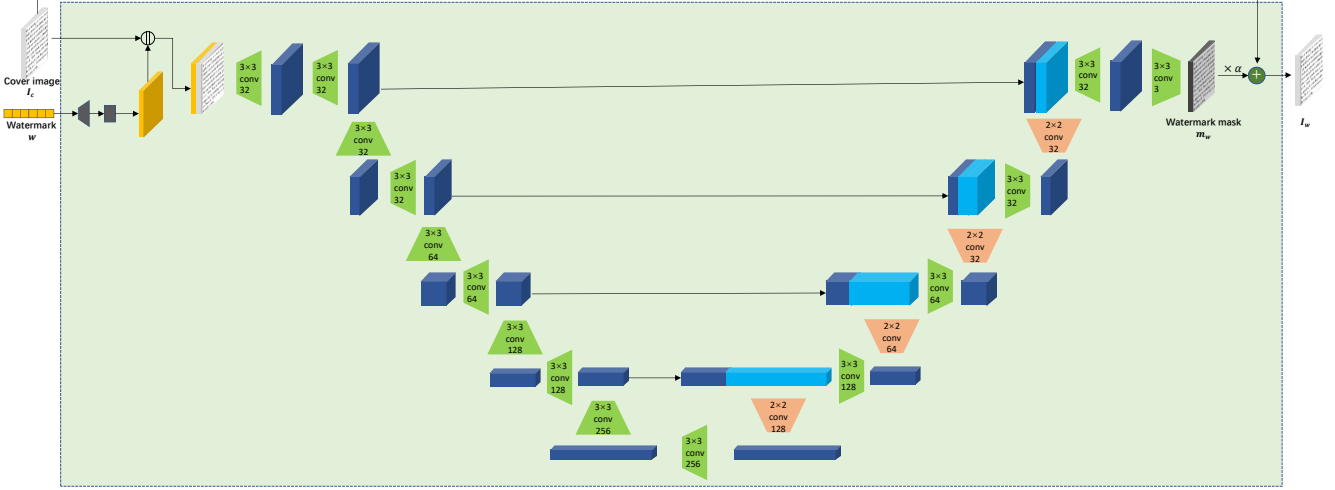 Cover image
I_c
Watermark
w
3×3
conv
32
3×3
conv
32
3×3
conv
32
3×3
conv
32
3×3
conv
64
3×3
conv
64
3×3
conv
128
3×3
conv
128
3×3
conv
256
3×3
conv
256
2×2
conv
128
3×3
conv
128
2×2
conv
64
3×3
conv
64
2×2
conv
32
3×3
conv
32
2×2
conv
32
3×3
conv
32
3×3
conv
3
Watermark mask
m_w
× α
+
I_w